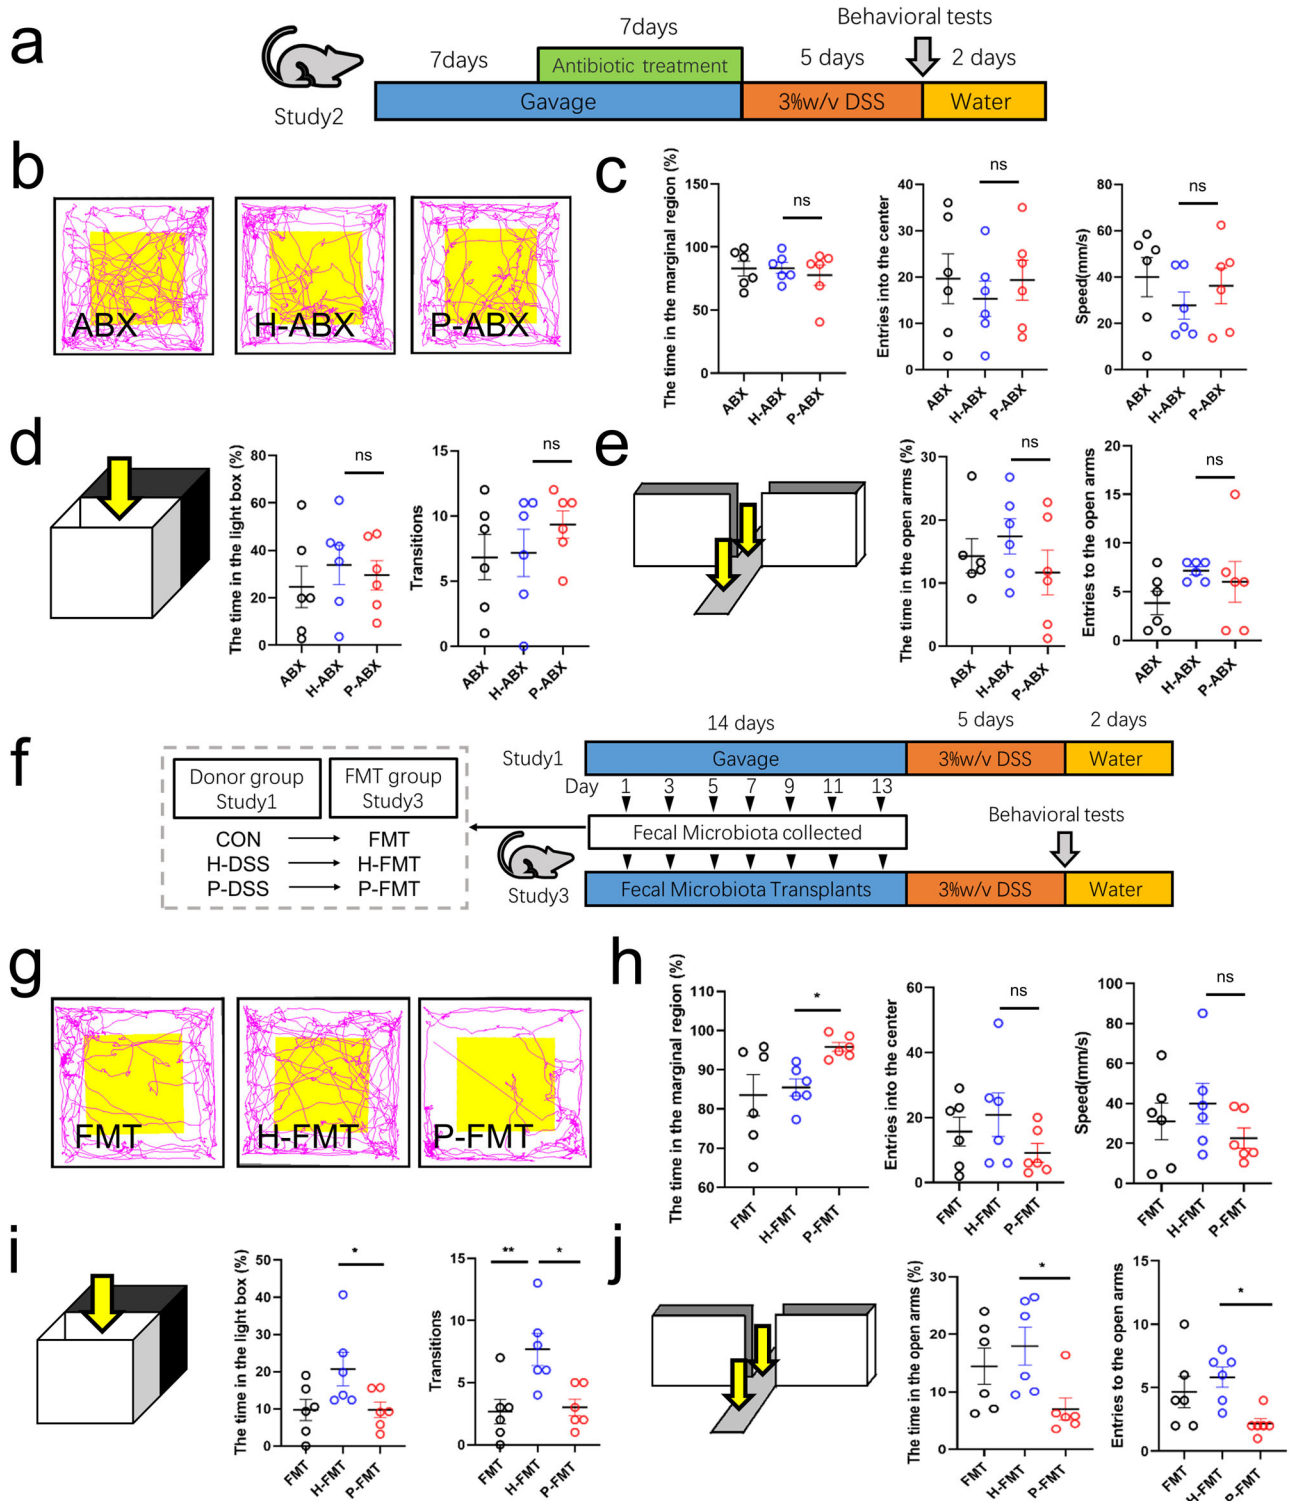 a
Study2
7days
7days
Antibiotic treatment
Gavage
5 days
3%w/v DSS
Behavioral tests
2 days
Water
b
ABX
H-ABX
P-ABX
c
The time in the marginal region (%)
150
100
50
0
ns
ABX
H-ABX
P-ABX
Entries into the center
40
30
20
10
0
ns
ABX
H-ABX
P-ABX
Speed(mm/s)
80
60
40
20
0
ns
ABX
H-ABX
P-ABX
d
The time in the light box (%)
80
60
40
20
0
ns
ABX
H-ABX
P-ABX
Transitions
15
10
5
0
ns
ABX
H-ABX
P-ABX
e
The time in the open arms (%)
30
20
10
0
ns
ABX
H-ABX
P-ABX
Entries to the open arms
20
15
10
5
0
ns
ABX
H-ABX
P-ABX
f
Donor group
Study1
FMT group
Study3
CON
FMT
H-DSS
H-FMT
P-DSS
P-FMT
14 days
5 days
2 days
Study1
Gavage
3%w/v DSS
Water
Day 1 3 5 7 9 11 13
Fecal Microbiota collected
Behavioral tests
Study3
Fecal Microbiota Transplants
3%w/v DSS
Water
g
FMT
H-FMT
P-FMT
h
The time in the marginal region (%)
110
100
90
80
70
60
*
FMT
H-FMT
P-FMT
Entries into the center
60
40
20
0
ns
FMT
H-FMT
P-FMT
Speed(mm/s)
100
80
60
40
20
0
ns
FMT
H-FMT
P-FMT
i
The time in the light box (%)
50
40
30
20
10
0
*
FMT
H-FMT
P-FMT
Transitions
15
10
5
0
**
*
FMT
H-FMT
P-FMT
j
The time in the open arms (%)
30
20
10
0
*
FMT
H-FMT
P-FMT
Entries to the open arms
15
10
5
0
*
FMT
H-FMT
P-FMT